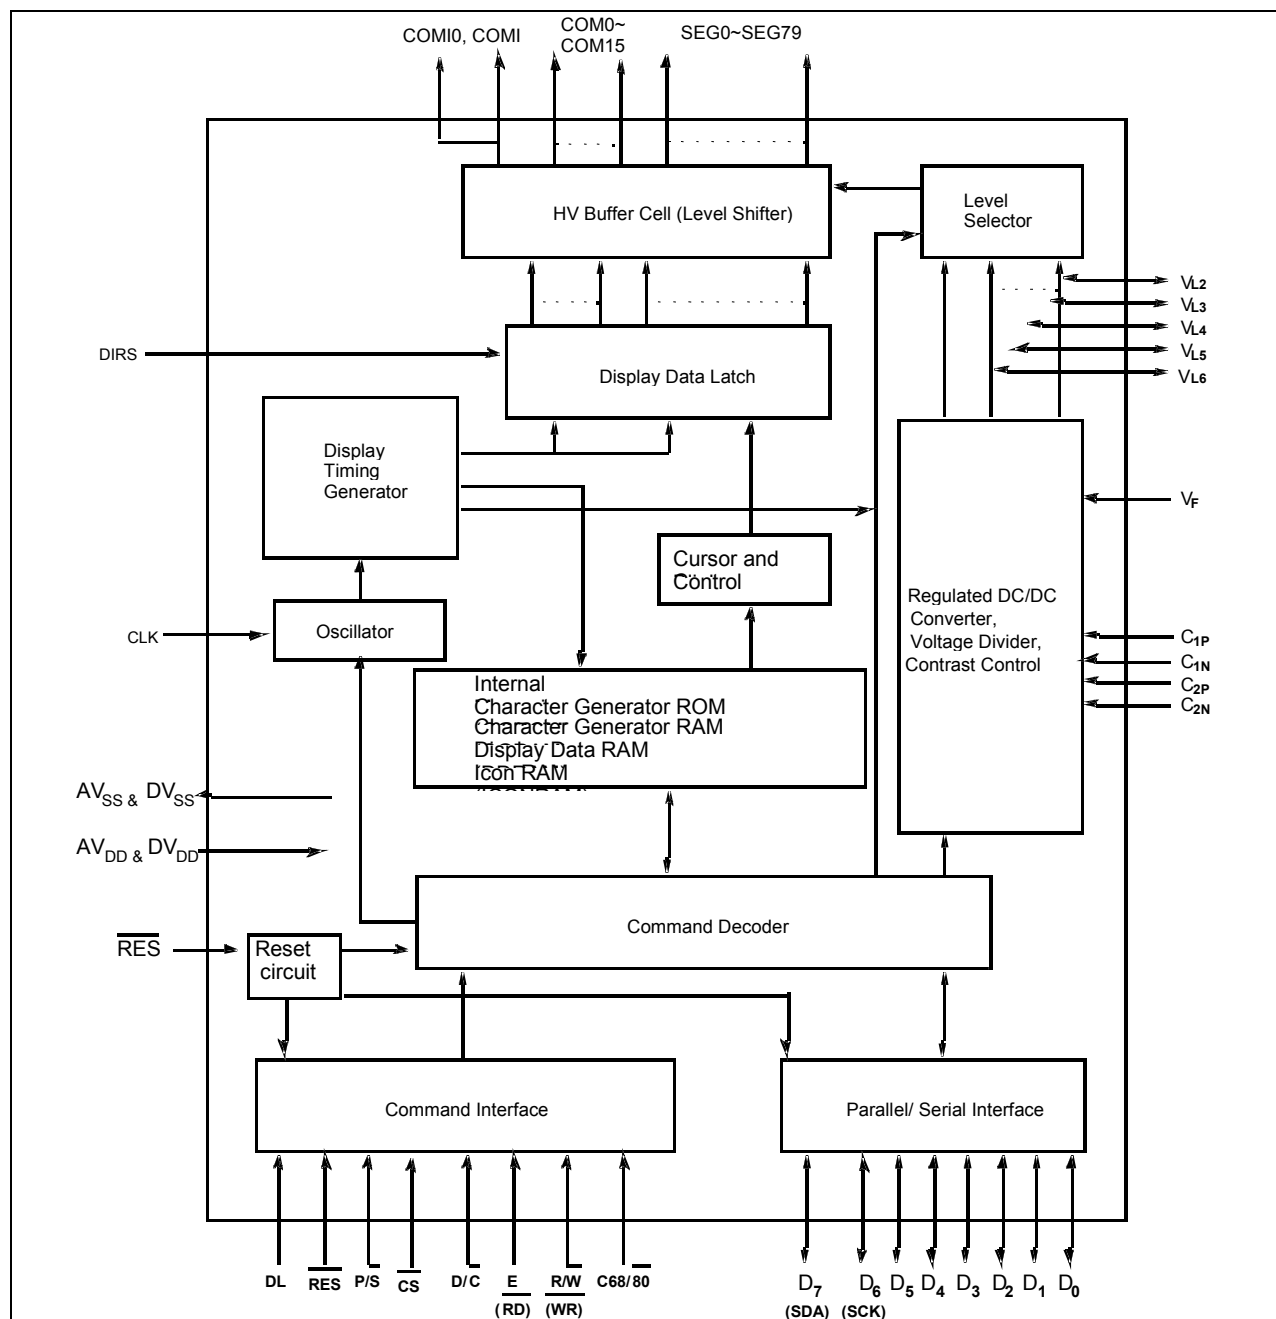 COMI0, COMI
COM0~
COM15
SEG0~SEG79
HV Buffer Cell (Level Shifter)
Level
Selector
VL2
VL3
VL4
VL5
VL6
DIRS
Display Data Latch
Display
Timing
Generator
VF
Cursor and
Control
CLK
Oscillator
Regulated DC/DC
Converter,
Voltage Divider,
Contrast Control
C1P
C1N
C2P
C2N
Internal
Character Generator ROM
Character Generator RAM
Display Data RAM
Icon RAM
AVSS & DVSS
AVDD & DVDD
Command Decoder
RES
Reset
circuit
Command Interface
Parallel/ Serial Interface
DL
RES
P/S
CS
D/C
E
(RD)
R/W
(WR)
C68/80
D7
(SDA)
D6
(SCK)
D5
D4
D3
D2
D1
D0